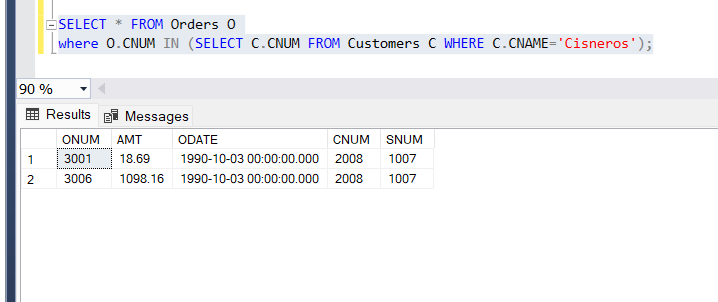 SELECT * FROM Orders O
where O.CNUM IN (SELECT C.CNUM FROM Customers C WHERE C.CNAME='Cisneros');
90 %
Results Messages
ONUM AMT ODATE CNUM SNUM
1 3001 18.69 1990-10-03 00:00:00.000 2008 1007
2 3006 1098.16 1990-10-03 00:00:00.000 2008 1007